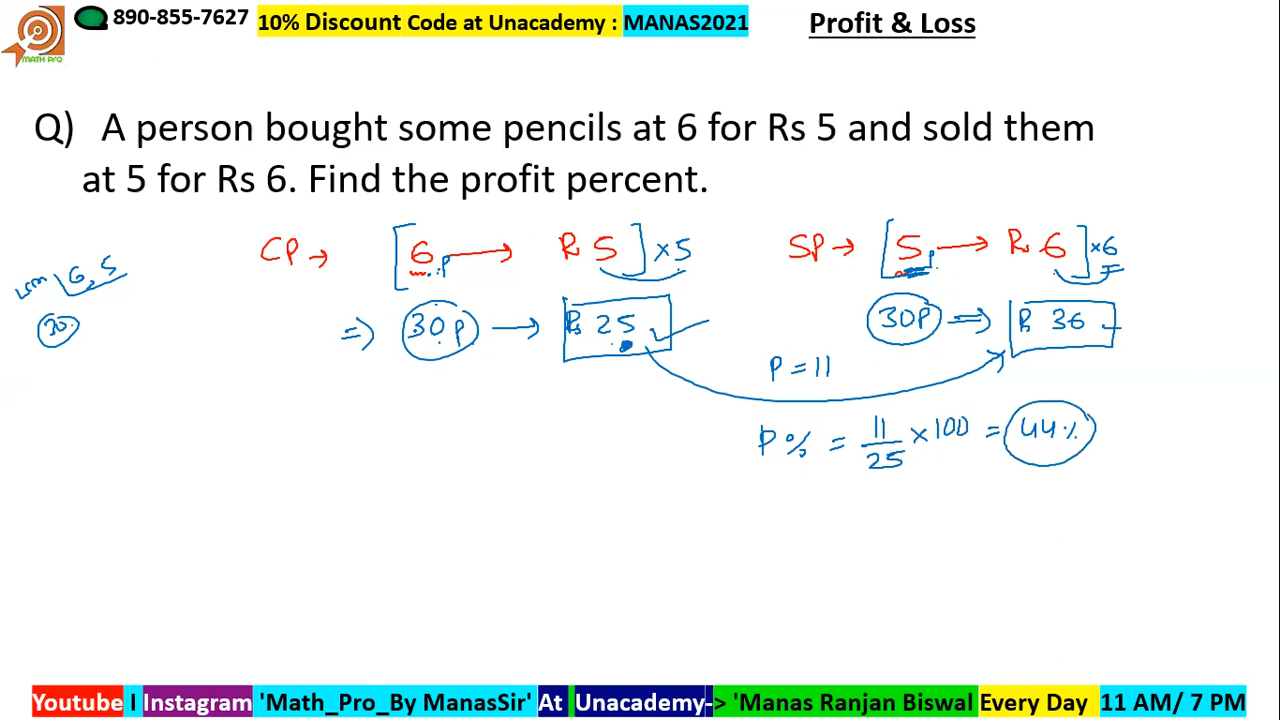 MATH PRO
890-855-7627
10% Discount Code at Unacademy : MANAS2021
Profit & Loss
Q) A person bought some pencils at 6 for Rs 5 and sold them
at 5 for Rs 6. Find the profit percent.
CP → [6p → Rs 5] ×5
SP → [5p → Rs 6] ×6
LCM 6, 5
30
⇒ 30p → Rs 25
30P ⇒ Rs 36
P = 11
P% = 11/25 × 100 = 44%
Youtube I Instagram 'Math_Pro_By ManasSir' At Unacademy-> 'Manas Ranjan Biswal Every Day 11 AM/ 7 PM